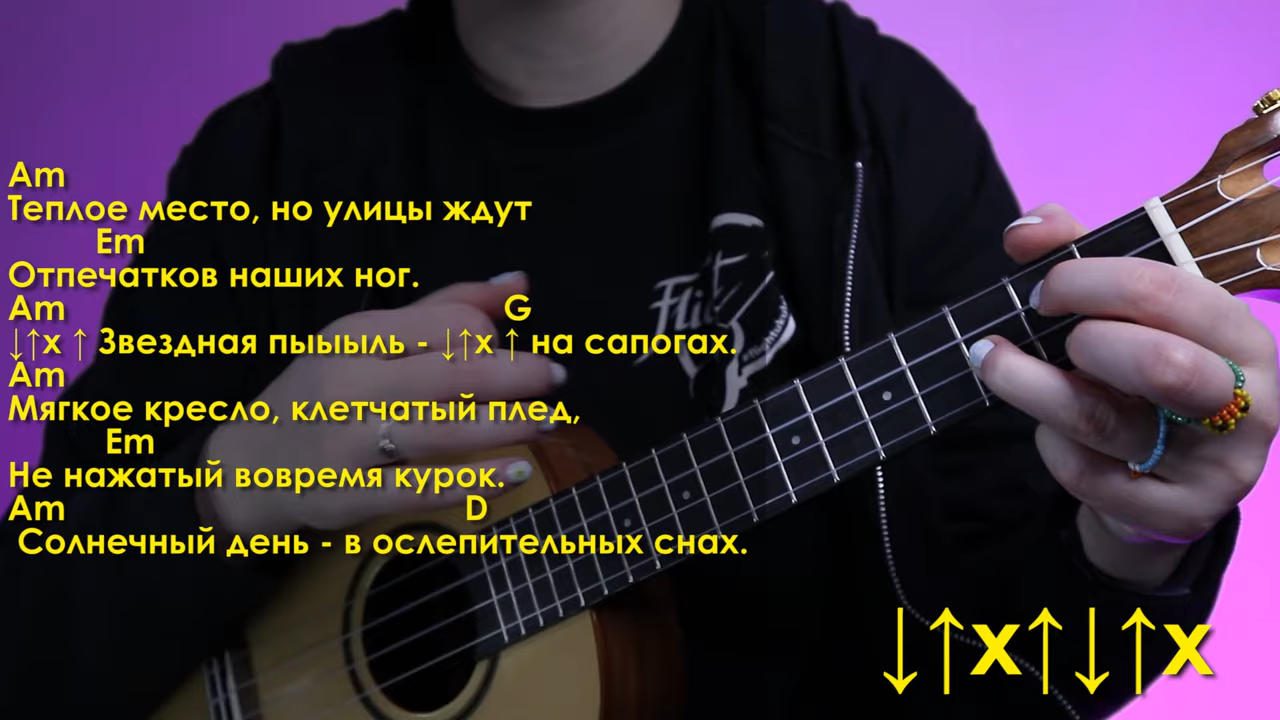 Am
Теплое место, но улицы ждут
Em
Отпечатков наших ног.
Am G
↓↑x ↑ Звездная пыыыль - ↓↑x ↑ на сапогах.
Am
Мягкое кресло, клетчатый плед,
Em
Не нажатый вовремя курок.
Am D
Солнечный день - в ослепительных снах.
↓↑x↑↓↑x